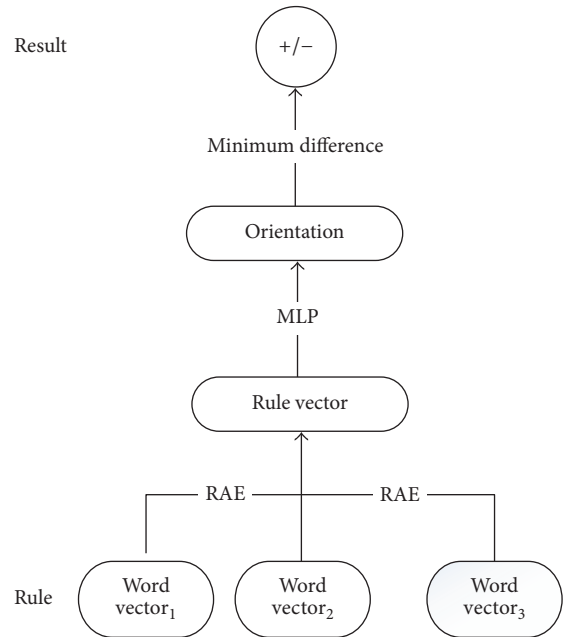 Result
+/−
Minimum difference
Orientation
MLP
Rule vector
RAE
RAE
Rule
Word
vector₁
Word
vector₂
Word
vector₃